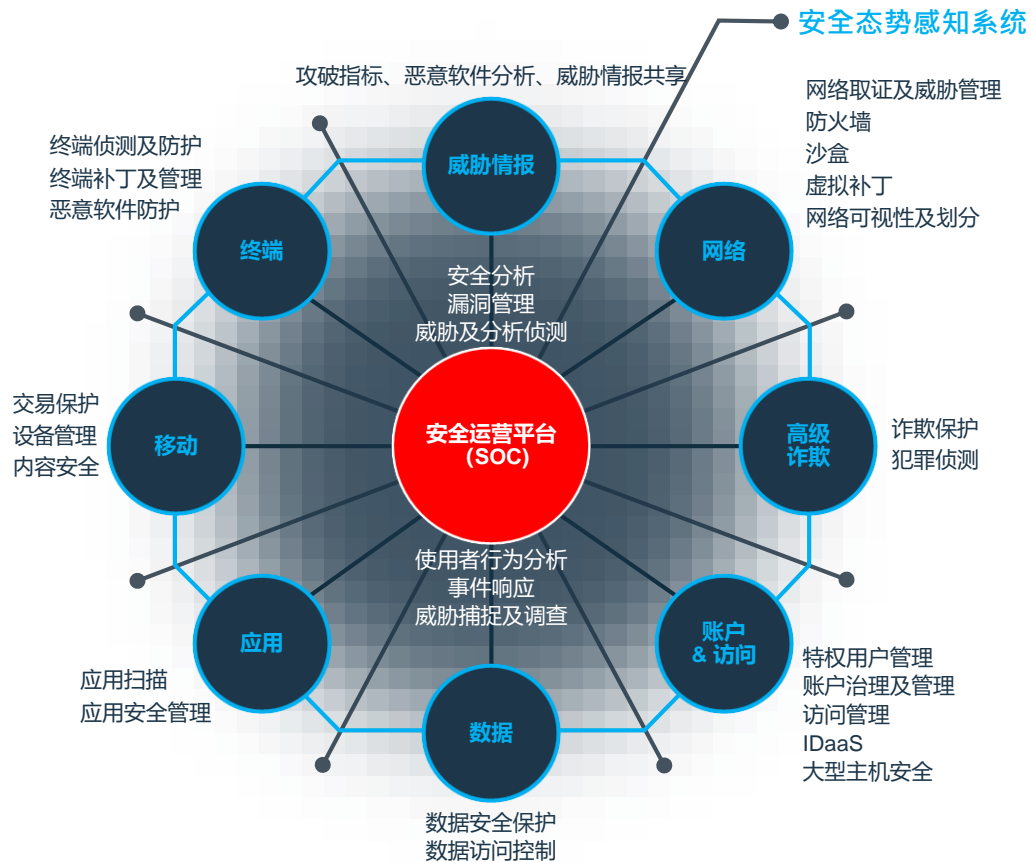 安全态势感知系统
攻破指标、恶意软件分析、威胁情报共享
网络取证及威胁管理
防火墙
沙盒
虚拟补丁
网络可视性及划分
终端侦测及防护
终端补丁及管理
恶意软件防护
威胁情报
终端
网络
安全分析
漏洞管理
威胁及分析侦测
交易保护
设备管理
内容安全
移动
安全运营平台
(SOC)
高级
诈欺
诈欺保护
犯罪侦测
使用者行为分析
事件响应
威胁捕捉及调查
应用
账户
& 访问
应用扫描
应用安全管理
数据
特权用户管理
账户治理及管理
访问管理
IDaaS
大型主机安全
数据安全保护
数据访问控制